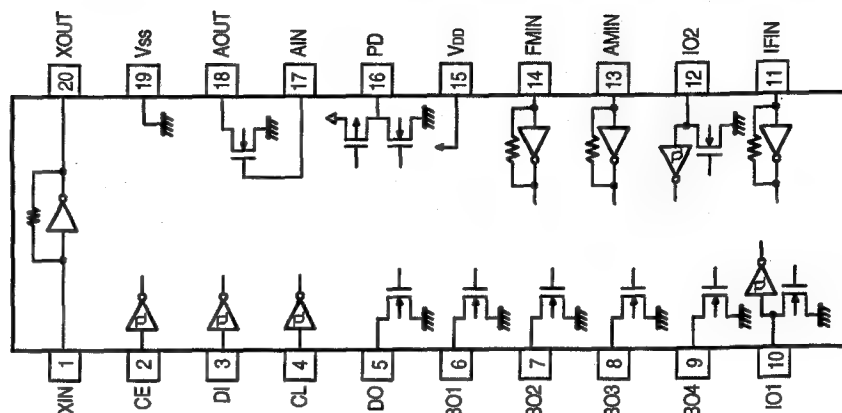 XOUT
Vss
AOUT
AIN
PD
VDD
FMIN
AMIN
IO2
IFIN
20
19
18
17
16
15
14
13
12
11
1
2
3
4
5
6
7
8
9
10
XIN
CE
DI
CL
DO
BO1
BO2
BO3
BO4
IO1